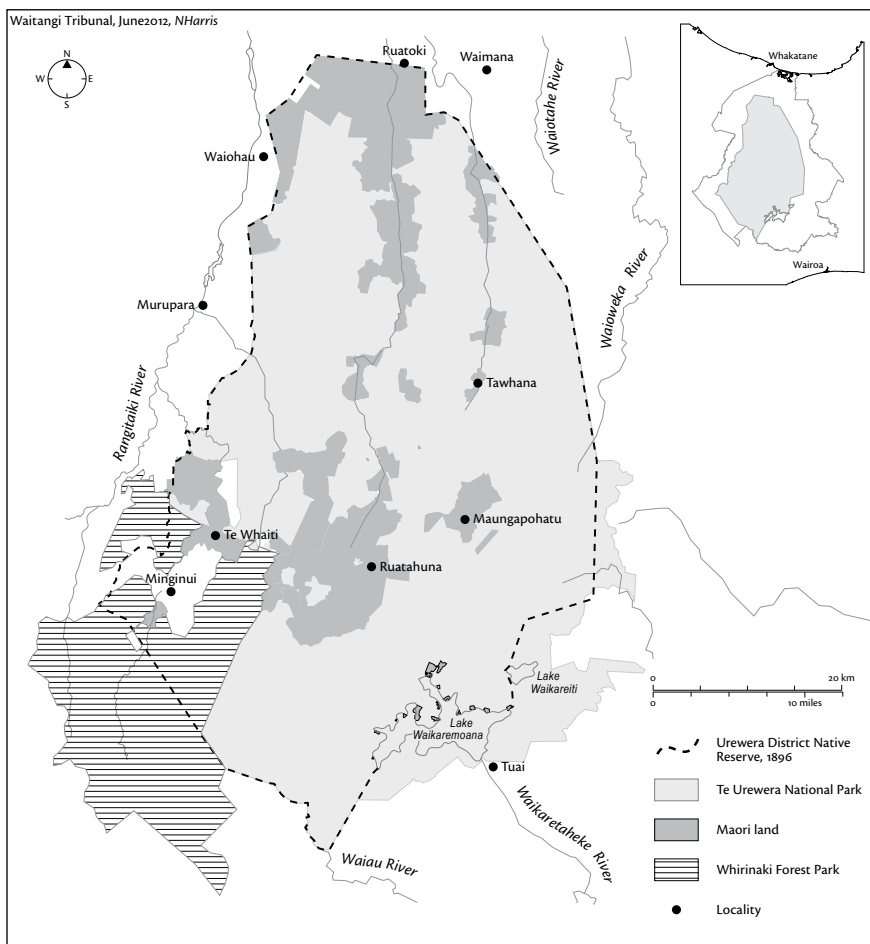 Waitangi Tribunal, June2012, NHarris
N
W
E
S
Ruatoki
Waimana
Waiotahe River
Whakatane
Wairoa
Waiohau
Waioweka River
Murupara
Tawhana
Rangitaiki River
Maungapohatu
Te Whaiti
Ruatahuna
Minginui
Lake
Waikareiti
Lake
Waikaremoana
Tuai
Waikaretaheke River
Waiau River
0
20 km
0
10 miles
Urewera District Native
Reserve, 1896
Te Urewera National Park
Maori land
Whirinaki Forest Park
Locality